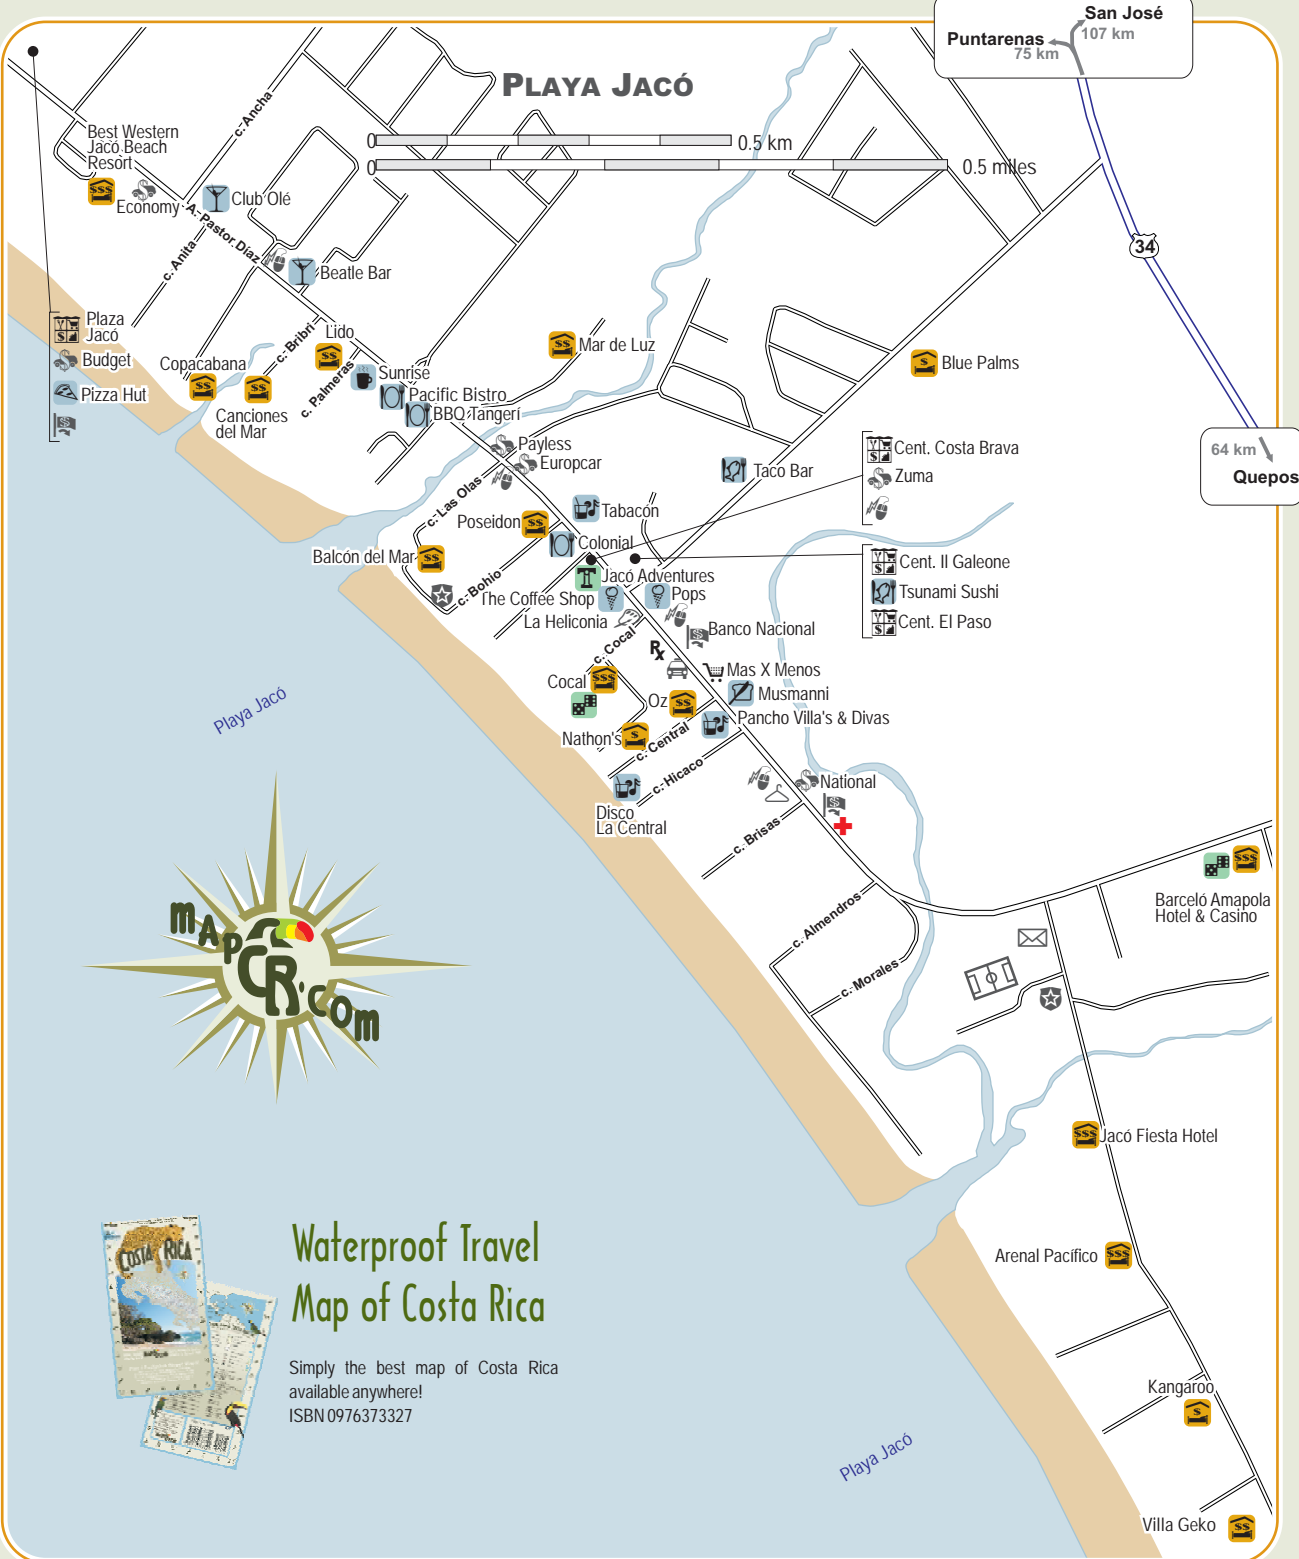 San José
107 km
Puntarenas
75 km
PLAYA JACÓ
0
0.5 km
0
0.5 miles
34
64 km
Quepos
c. Ancha
Best Western
Jacó Beach
Resort
$$$
Economy
Club Olé
A. Pastor Díaz
c. Anita
Beatle Bar
Plaza
Jacó
Budget
Pizza Hut
c. Bribri
Lido
$$
Copacabana
$$
Canciones
del Mar
$$
c. Palmeras
Sunrise
Pacific Bistro
BBQ Tangerí
Mar de Luz
$$
Blue Palms
$
Payless
Europcar
Taco Bar
Cent. Costa Brava
Zuma
c. Las Olas
Tabacón
Poseidon
$$
Colonial
Balcón del Mar
$$
c. Bohio
Jacó Adventures
The Coffee Shop
Pops
La Heliconia
Cent. Il Galeone
Tsunami Sushi
Cent. El Paso
c. Cocal
Banco Nacional
Rx
Mas X Menos
Cocal
$$$
Oz
$$
Musmanni
Pancho Villa's & Divas
Nathon's
$
c. Central
c. Hicaco
Disco
La Central
National
c. Brisas
Playa Jacó
c. Almendros
c. Morales
$$$
Barceló Amapola
Hotel & Casino
mapCR.com
$$$
Jacó Fiesta Hotel
Arenal Pacífico
$$$
Kangaroo
$
Villa Geko
$$
Playa Jacó
COSTA RICA
Waterproof Travel
Map of Costa Rica
Simply the best map of Costa Rica
available anywhere!
ISBN 0976373327